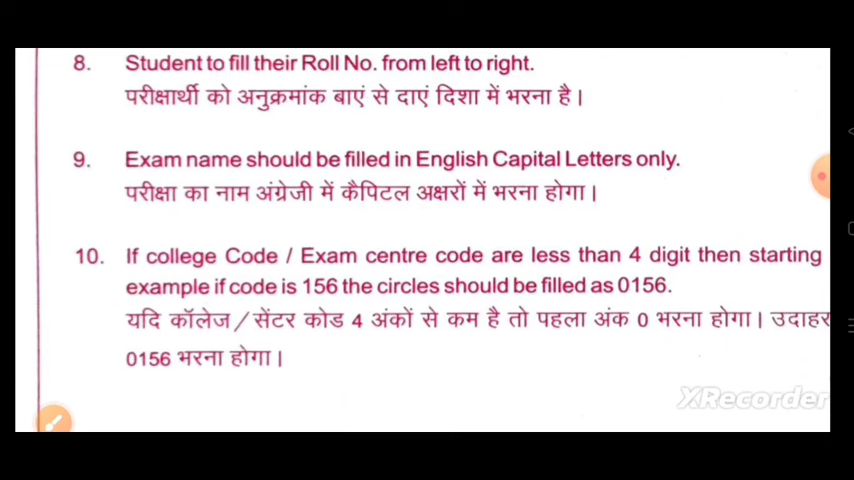 8. Student to fill their Roll No. from left to right.
परीक्षार्थी को अनुक्रमांक बाएं से दाएं दिशा में भरना है।
9. Exam name should be filled in English Capital Letters only.
परीक्षा का नाम अंग्रेजी में कैपिटल अक्षरों में भरना होगा।
10. If college Code / Exam centre code are less than 4 digit then starting
example if code is 156 the circles should be filled as 0156.
यदि कॉलेज/सेंटर कोड 4 अंकों से कम है तो पहला अंक 0 भरना होगा। उदाहर
0156 भरना होगा।
XRecorder